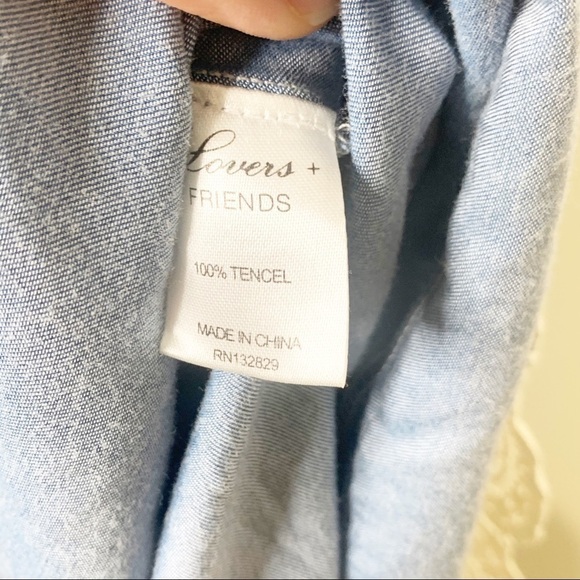 Lovers +
FRIENDS
100% TENCEL
MADE IN CHINA
RN132829